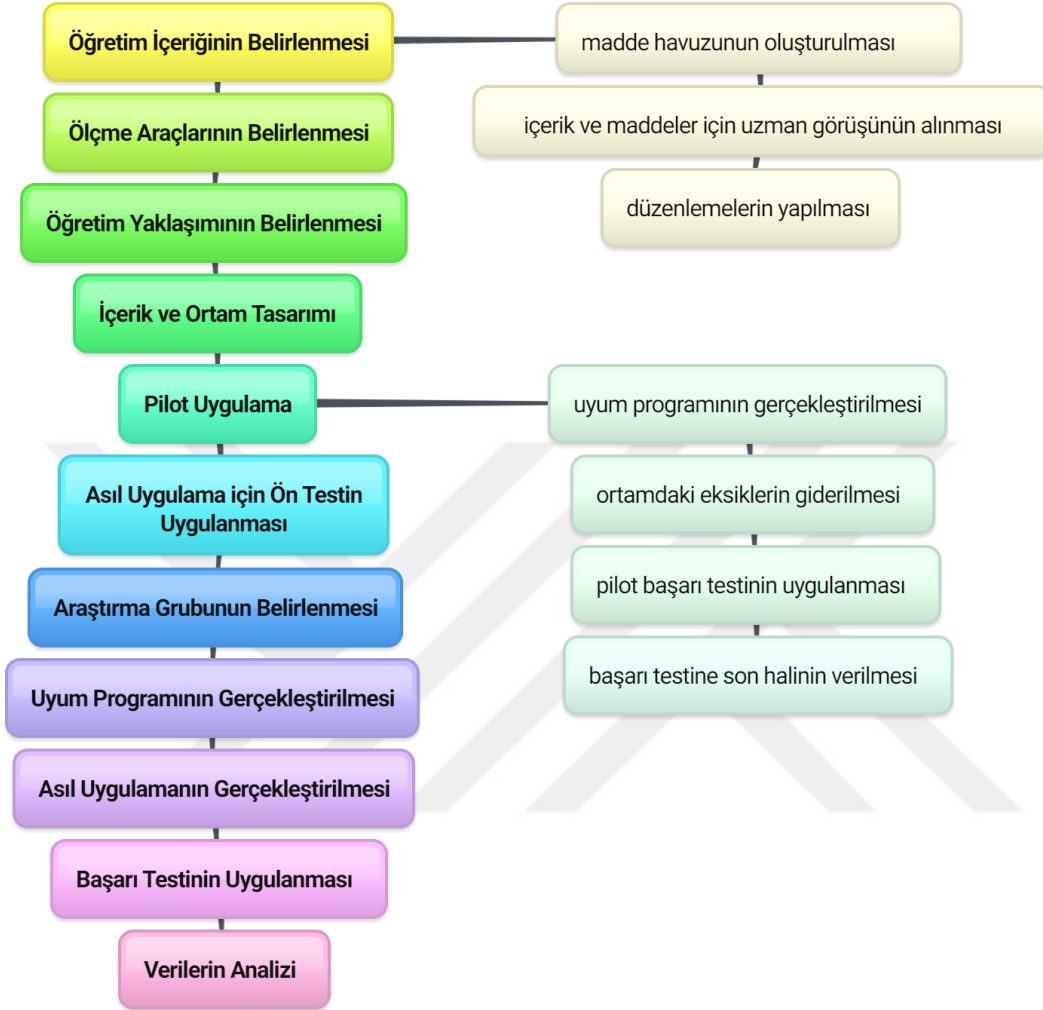 Öğretim İçeriğinin Belirlenmesi
madde havuzunun oluşturulması
içerik ve maddeler için uzman görüşünün alınması
düzenlemelerin yapılması
Ölçme Araçlarının Belirlenmesi
Öğretim Yaklaşımının Belirlenmesi
İçerik ve Ortam Tasarımı
Pilot Uygulama
uyum programının gerçekleştirilmesi
ortamdaki eksiklerin giderilmesi
pilot başarı testinin uygulanması
başarı testine son halinin verilmesi
Asıl Uygulama için Ön Testin
Uygulanması
Araştırma Grubunun Belirlenmesi
Uyum Programının Gerçekleştirilmesi
Asıl Uygulamanın Gerçekleştirilmesi
Başarı Testinin Uygulanması
Verilerin Analizi